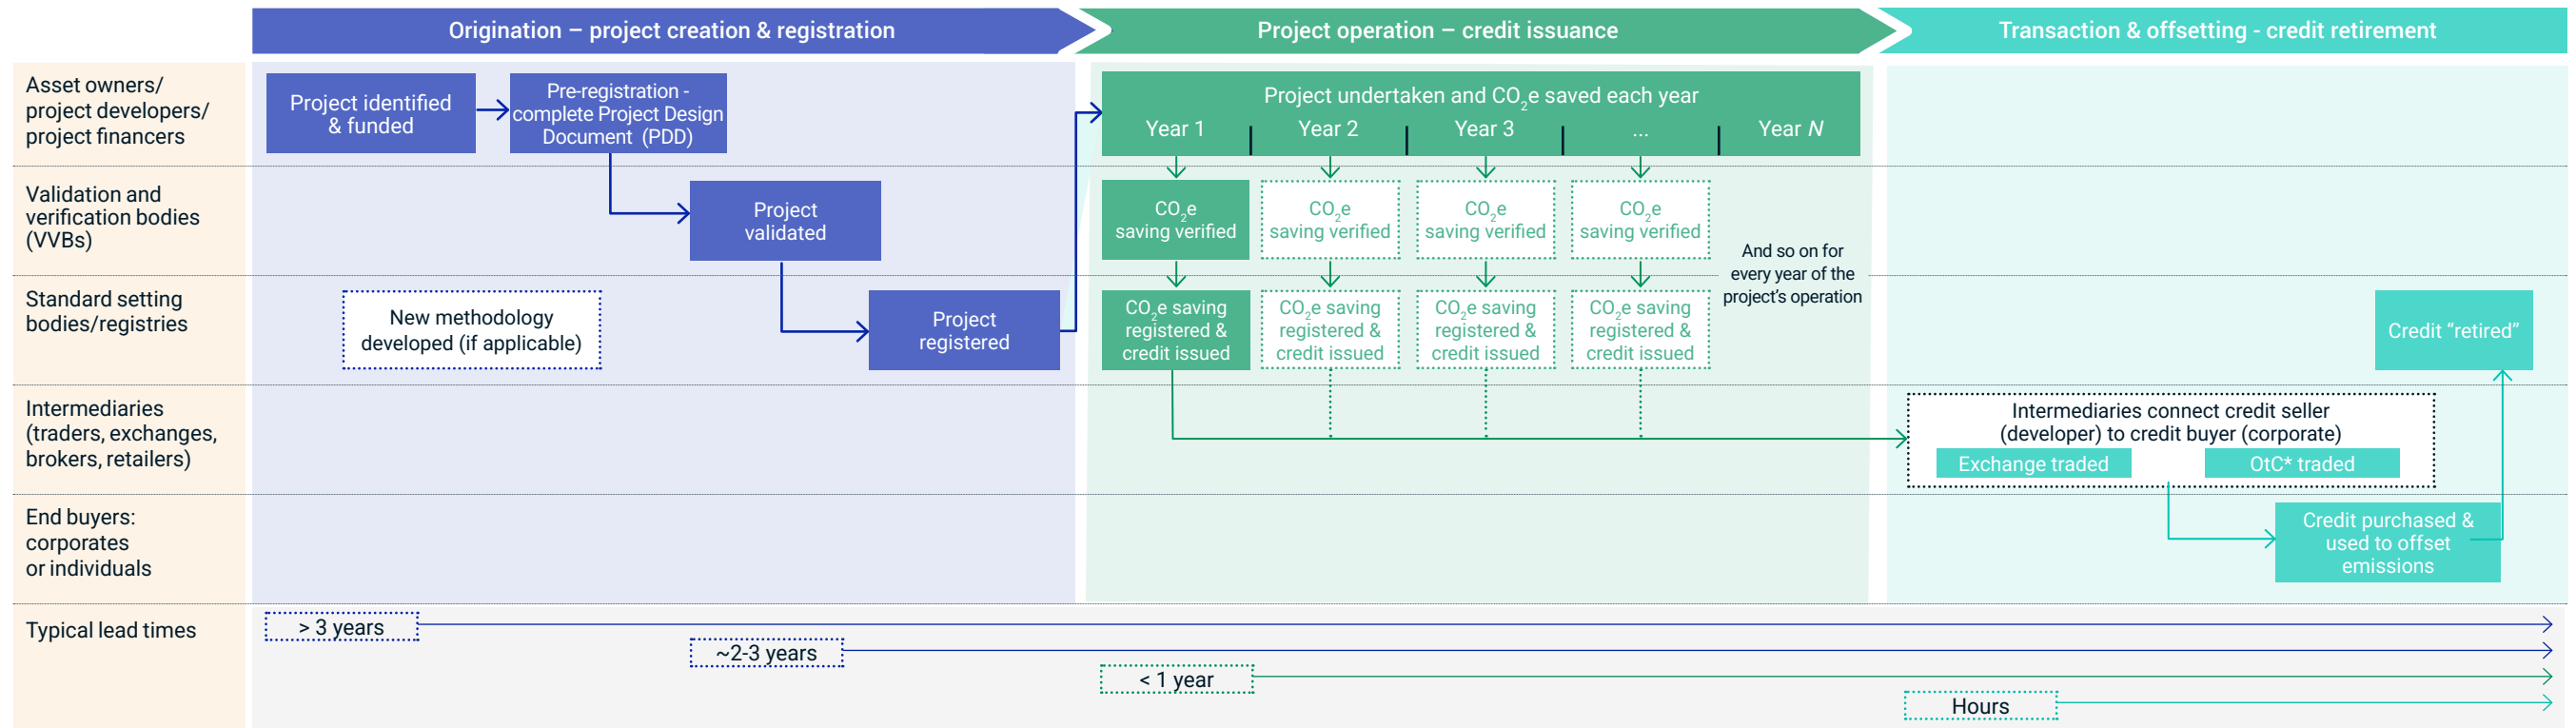 Origination – project creation & registration
Project operation – credit issuance
Transaction & offsetting - credit retirement
Asset owners/
project developers/
project financers
Project identified
& funded
Pre-registration -
complete Project Design
Document (PDD)
Project undertaken and CO₂e saved each year
Year 1
Year 2
Year 3
...
Year N
Validation and
verification bodies
(VVBs)
Project
validated
CO₂e
saving verified
CO₂e
saving verified
CO₂e
saving verified
CO₂e
saving verified
And so on for
every year of the
project’s operation
Standard setting
bodies/registries
New methodology
developed (if applicable)
Project
registered
CO₂e saving
registered &
credit issued
CO₂e saving
registered &
credit issued
CO₂e saving
registered &
credit issued
CO₂e saving
registered &
credit issued
Credit “retired”
Intermediaries
(traders, exchanges,
brokers, retailers)
Intermediaries connect credit seller
(developer) to credit buyer (corporate)
Exchange traded
OtC* traded
End buyers:
corporates
or individuals
Credit purchased &
used to offset
emissions
Typical lead times
> 3 years
~2-3 years
< 1 year
Hours